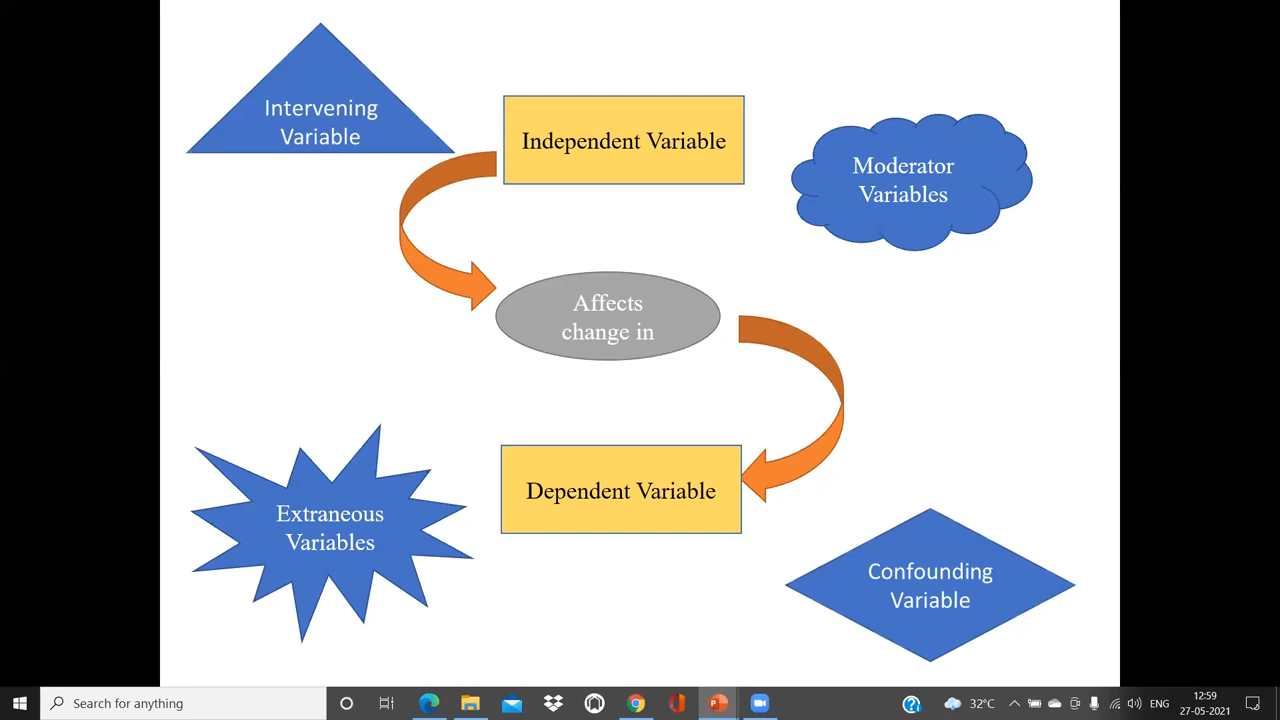 Intervening
Variable
Independent Variable
Moderator
Variables
Affects
change in
Extraneous
Variables
Dependent Variable
Confounding
Variable
Search for anything
32°C
ENG
12:59
27-05-2021